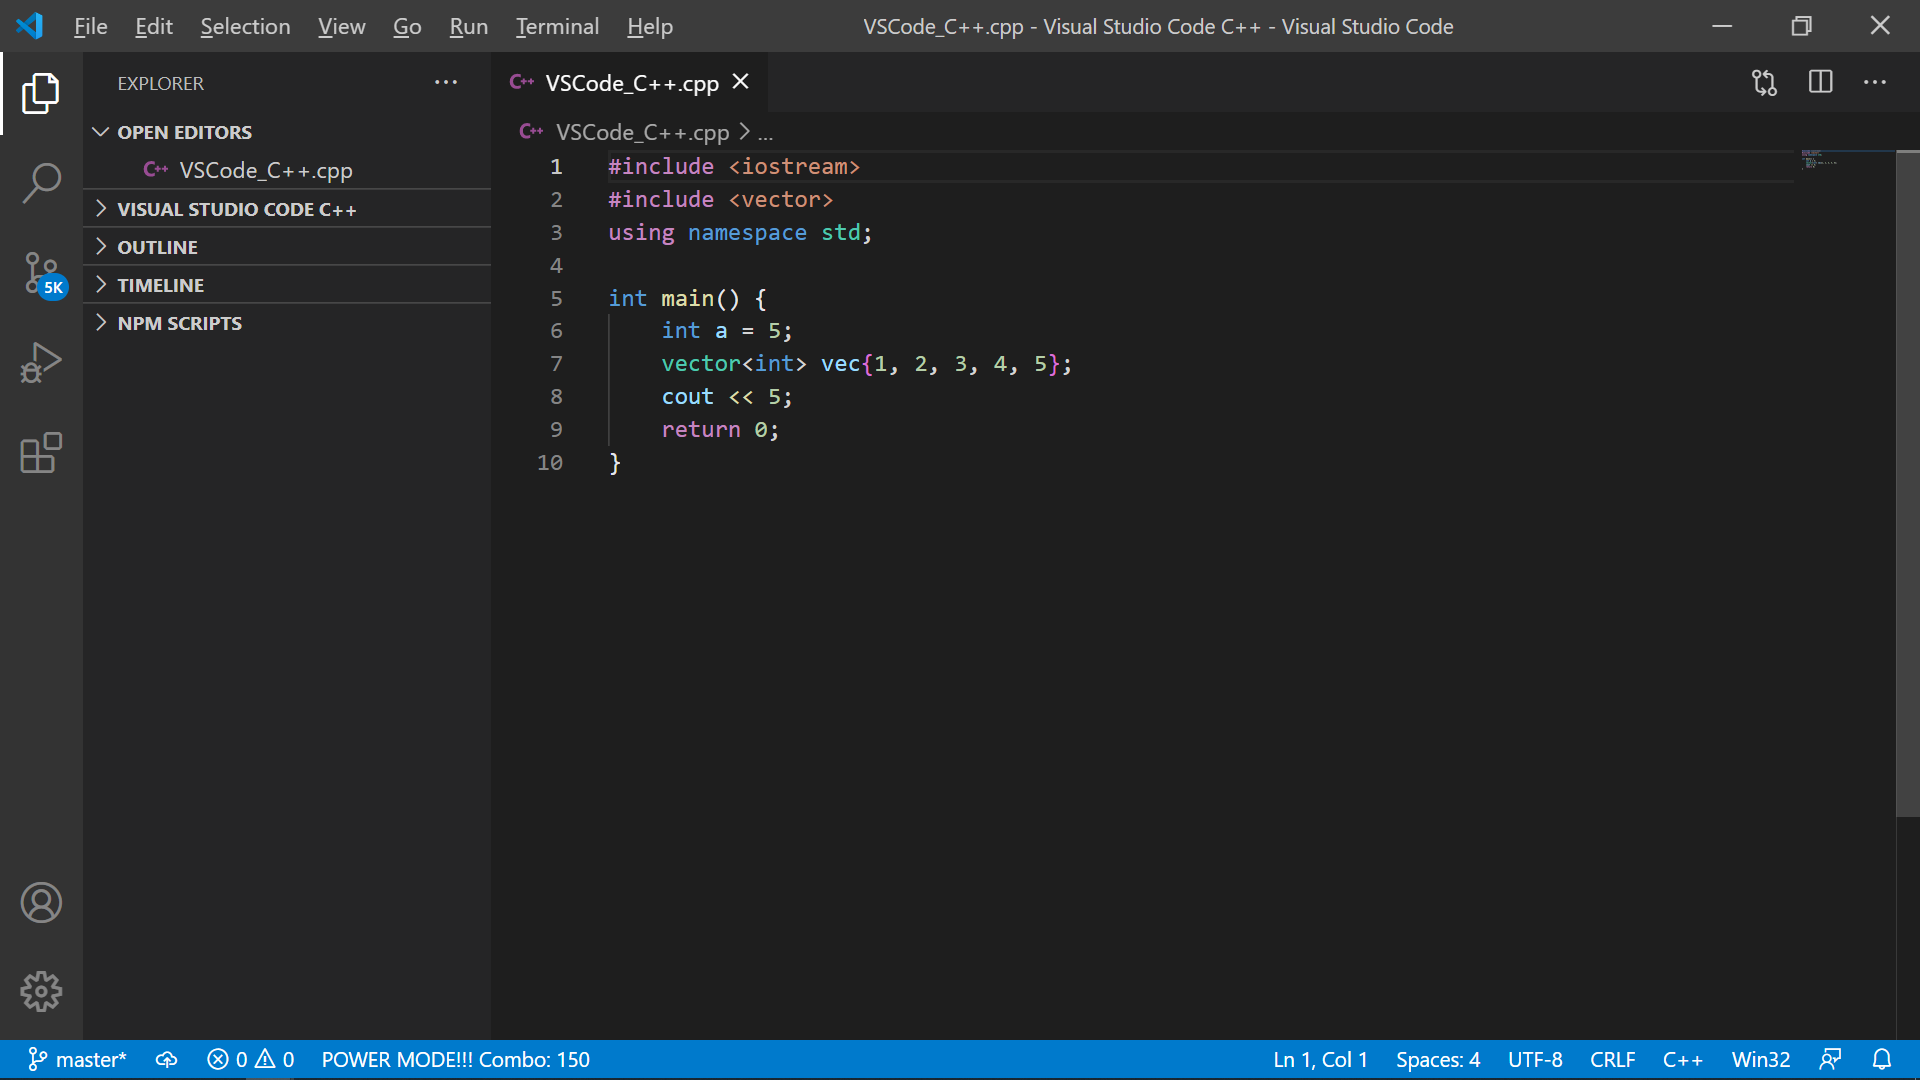 File Edit Selection View Go Run Terminal Help VSCode_C++.cpp - Visual Studio Code C++ - Visual Studio Code
EXPLORER
OPEN EDITORS
C++ VSCode_C++.cpp
VISUAL STUDIO CODE C++
OUTLINE
TIMELINE
NPM SCRIPTS
5K
C++ VSCode_C++.cpp
C++ VSCode_C++.cpp > ...
1 #include <iostream>
2 #include <vector>
3 using namespace std;
4
5 int main() {
6     int a = 5;
7     vector<int> vec{1, 2, 3, 4, 5};
8     cout << 5;
9     return 0;
10 }
master* 0 0 POWER MODE!!! Combo: 150 Ln 1, Col 1 Spaces: 4 UTF-8 CRLF C++ Win32